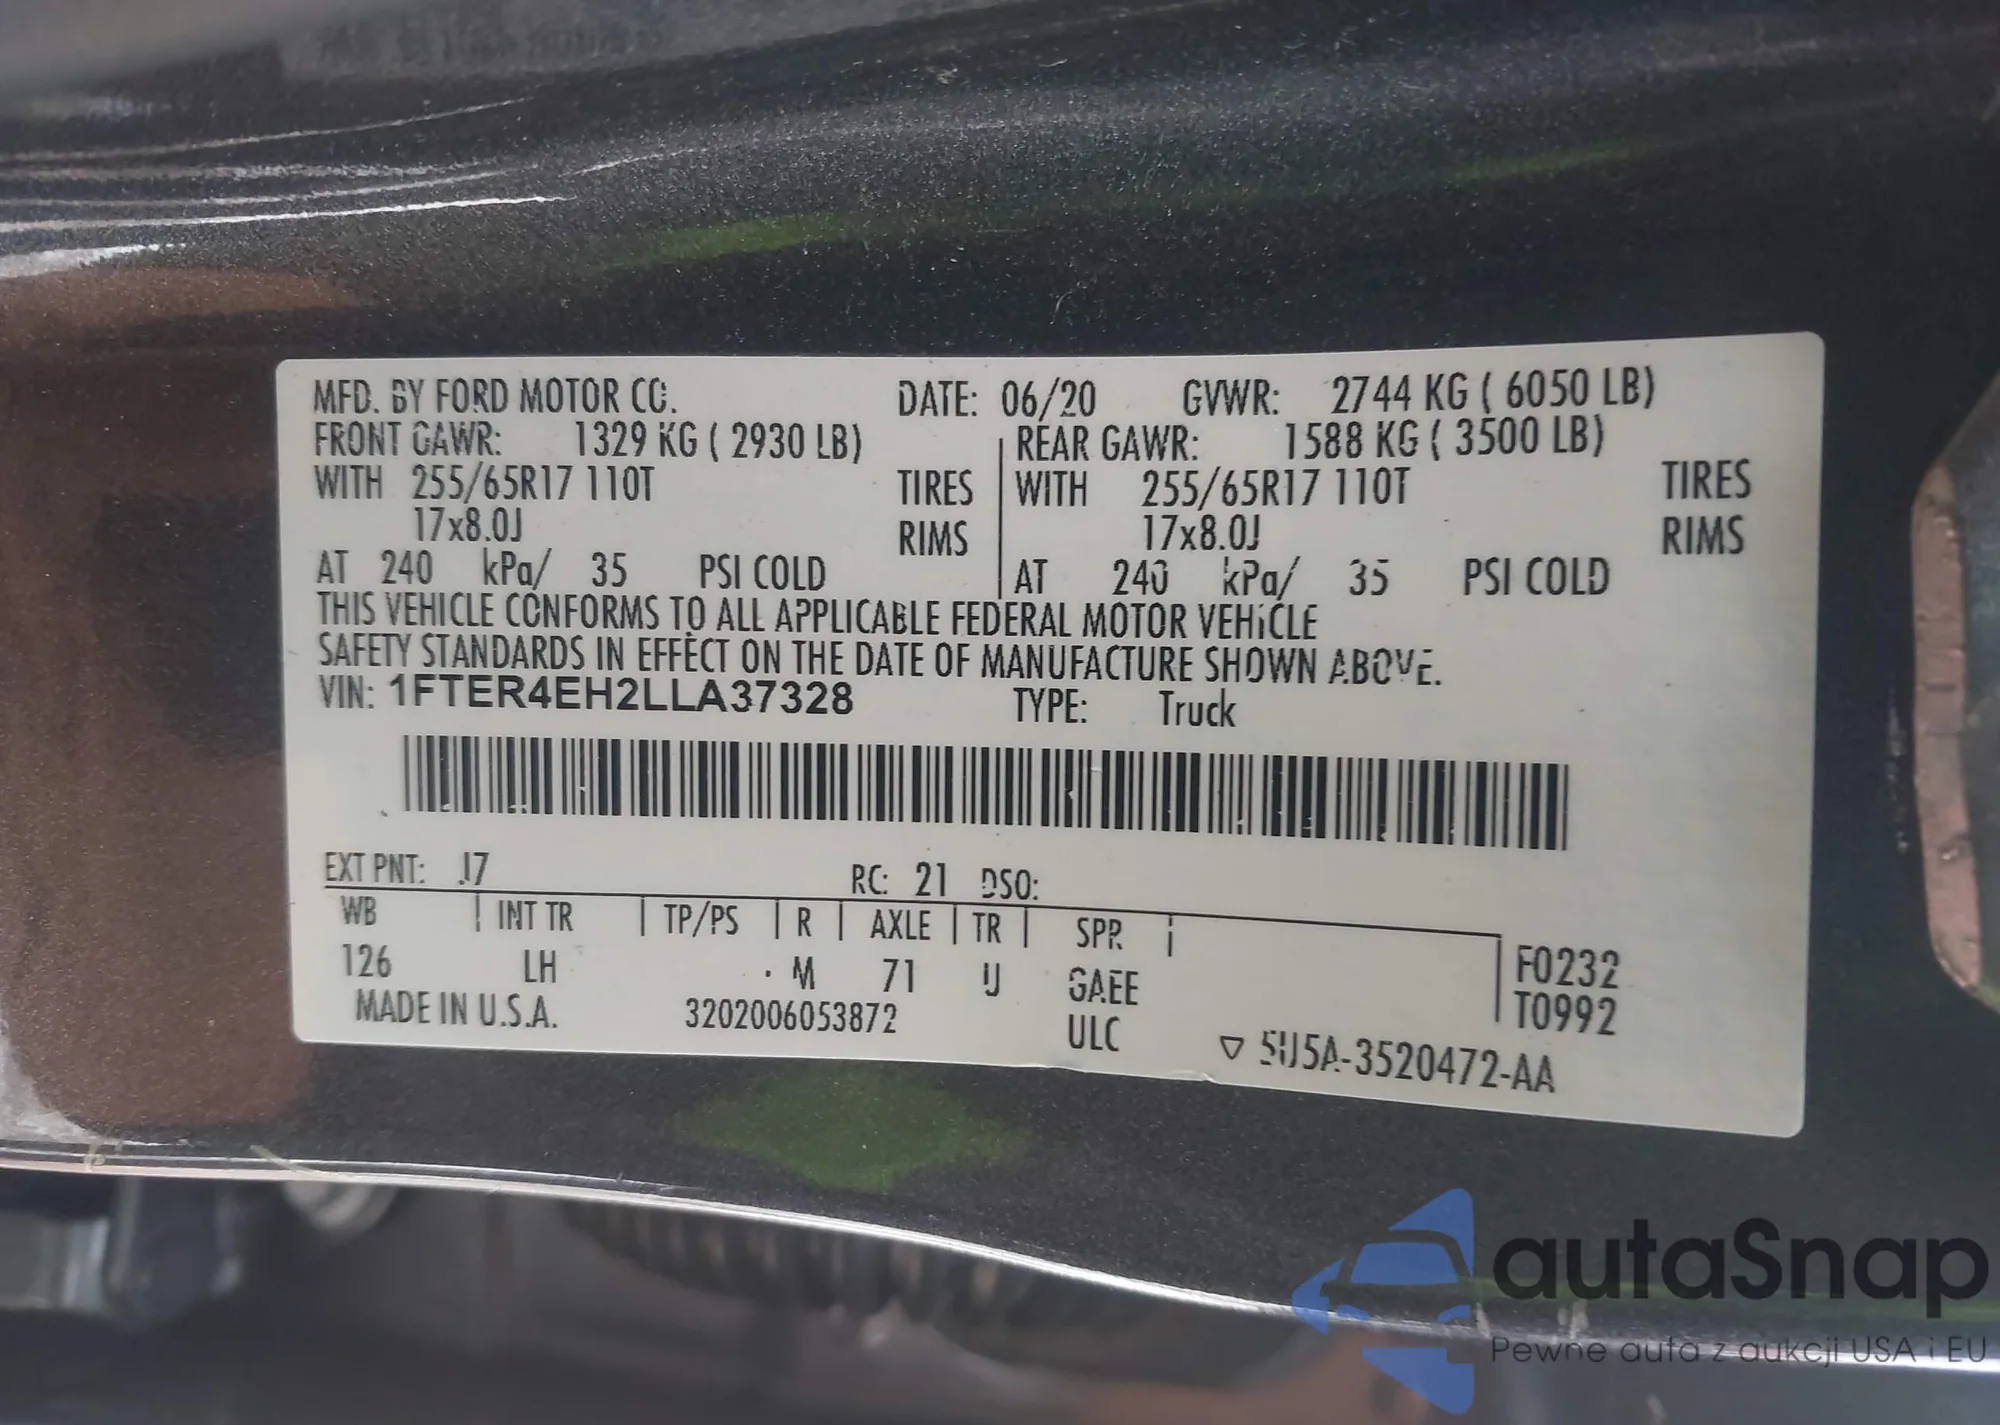 MFD. BY FORD MOTOR CO. DATE: 06/20 GVWR: 2744 KG ( 6050 LB)
FRONT GAWR: 1329 KG ( 2930 LB) REAR GAWR: 1588 KG ( 3500 LB)
WITH 255/65R17 110T TIRES WITH 255/65R17 110T TIRES
17x8.0J RIMS 17x8.0J RIMS
AT 240 kPa/ 35 PSI COLD AT 240 kPa/ 35 PSI COLD
THIS VEHICLE CONFORMS TO ALL APPLICABLE FEDERAL MOTOR VEHICLE
SAFETY STANDARDS IN EFFECT ON THE DATE OF MANUFACTURE SHOWN ABOVE.
VIN: 1FTER4EH2LLA37328 TYPE: Truck
EXT PNT: J7 RC: 21 DSO:
WB INT TR TP/PS R AXLE TR SPR
126 LH M 71 U GAEE F0232
MADE IN U.S.A. 3202006053872 ULC T0992
▽ 5U5A-3520472-AA
autaSnap
Pewne auta z aukcji USA i EU